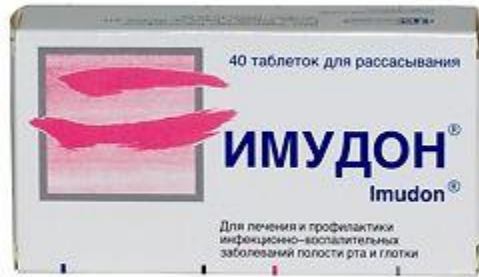 40 таблеток для рассасывания
ИМУДОН®
Imudon®
Для лечения и профилактики
инфекционно-воспалительных
заболеваний полости рта и глотки